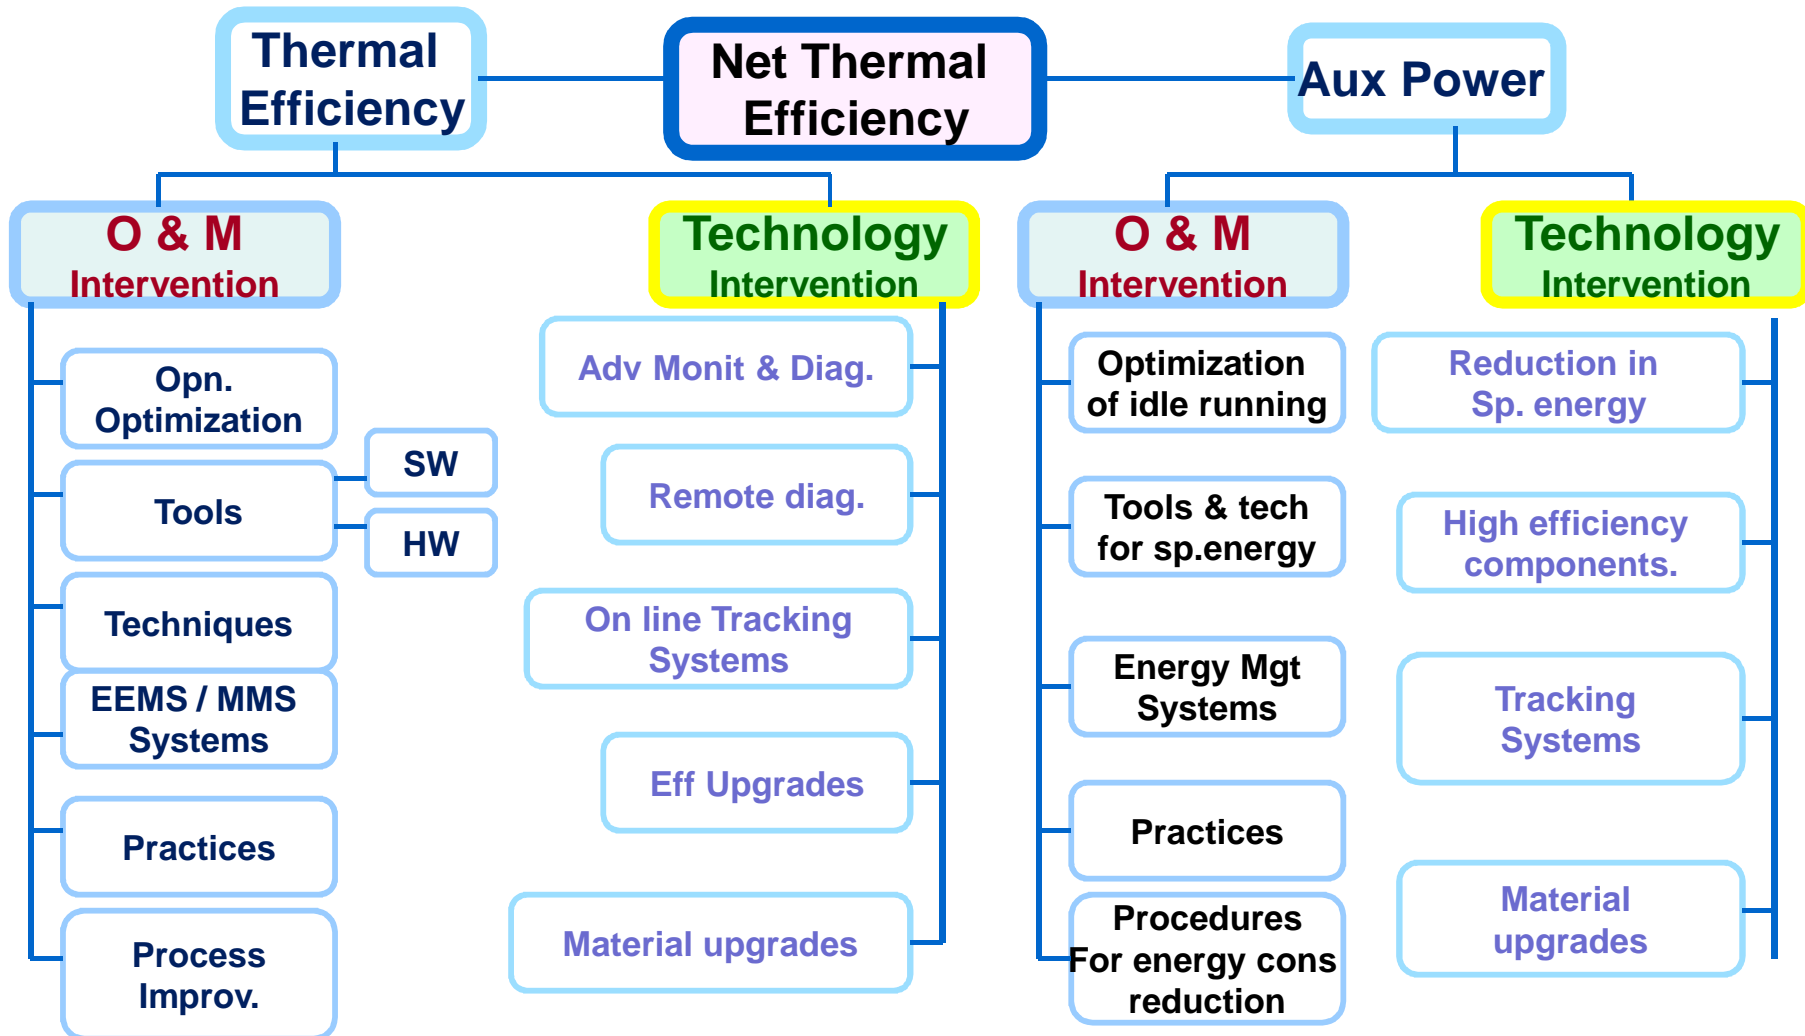 Thermal
Efficiency
Net Thermal
Efficiency
Aux Power
O & M
Intervention
Technology
Intervention
O & M
Intervention
Technology
Intervention
Opn.
Optimization
Tools
SW
HW
Techniques
EEMS / MMS
Systems
Practices
Process
Improv.
Adv Monit & Diag.
Remote diag.
On line Tracking
Systems
Eff Upgrades
Material upgrades
Optimization
of idle running
Tools & tech
for sp.energy
Energy Mgt
Systems
Practices
Procedures
For energy cons
reduction
Reduction in
Sp. energy
High efficiency
components.
Tracking
Systems
Material
upgrades